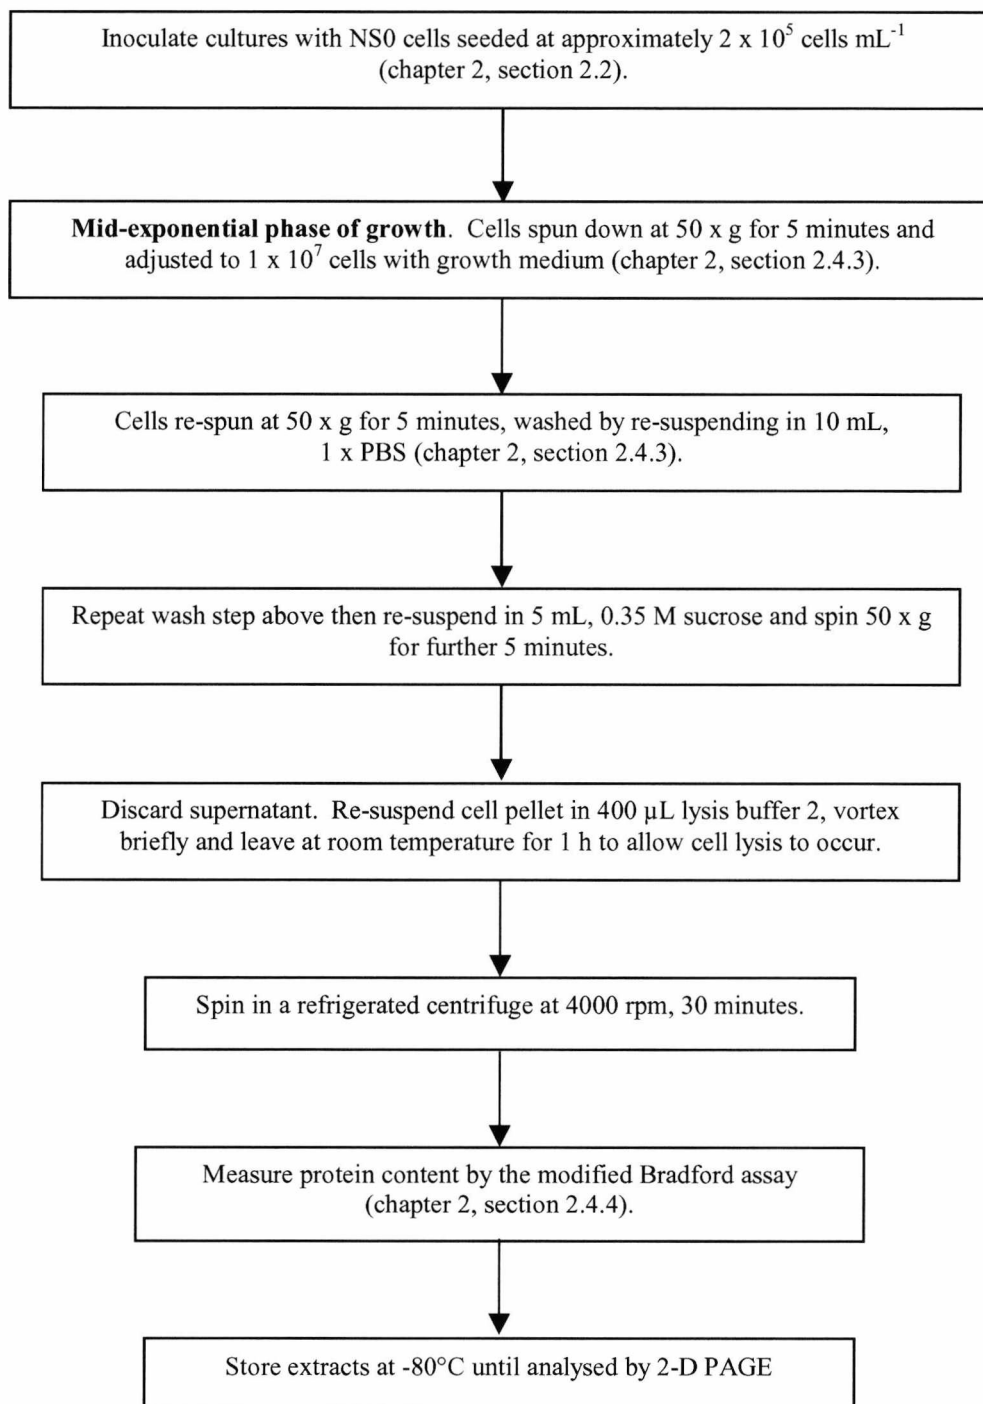 Inoculate cultures with NS0 cells seeded at approximately 2 x 10⁵ cells mL⁻¹
(chapter 2, section 2.2).
Mid-exponential phase of growth. Cells spun down at 50 x g for 5 minutes and
adjusted to 1 x 10⁷ cells with growth medium (chapter 2, section 2.4.3).
Cells re-spun at 50 x g for 5 minutes, washed by re-suspending in 10 mL,
1 x PBS (chapter 2, section 2.4.3).
Repeat wash step above then re-suspend in 5 mL, 0.35 M sucrose and spin 50 x g
for further 5 minutes.
Discard supernatant. Re-suspend cell pellet in 400 µL lysis buffer 2, vortex
briefly and leave at room temperature for 1 h to allow cell lysis to occur.
Spin in a refrigerated centrifuge at 4000 rpm, 30 minutes.
Measure protein content by the modified Bradford assay
(chapter 2, section 2.4.4).
Store extracts at -80°C until analysed by 2-D PAGE